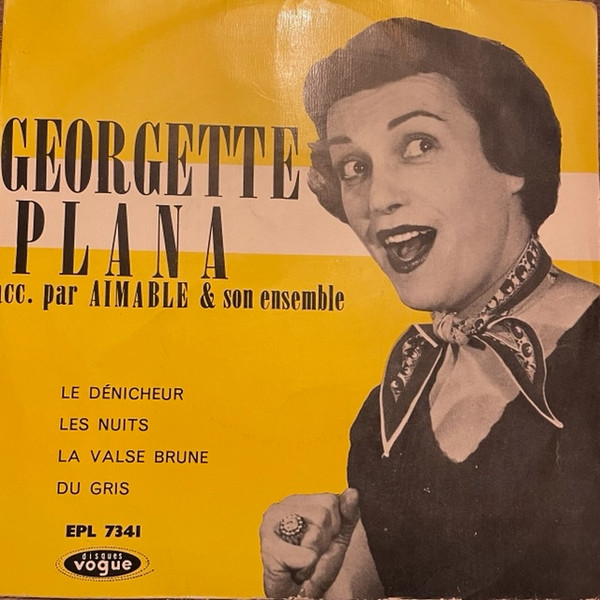 GEORGETTE
PLANA
acc. par AIMABLE & son ensemble
LE DÉNICHEUR
LES NUITS
LA VALSE BRUNE
DU GRIS
EPL 7341
disques
vogue